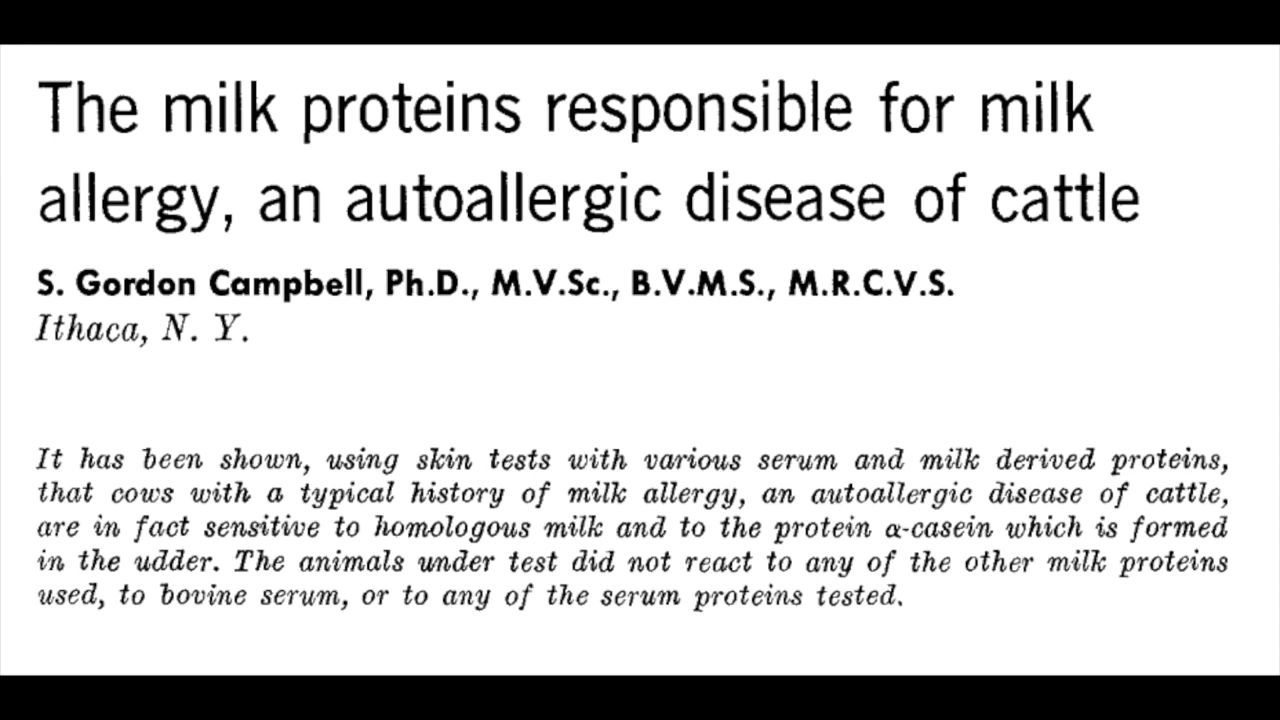 The milk proteins responsible for milk
allergy, an autoallergic disease of cattle
S. Gordon Campbell, Ph.D., M.V.Sc., B.V.M.S., M.R.C.V.S.
Ithaca, N. Y.
It has been shown, using skin tests with various serum and milk derived proteins,
that cows with a typical history of milk allergy, an autoallergic disease of cattle,
are in fact sensitive to homologous milk and to the protein α-casein which is formed
in the udder. The animals under test did not react to any of the other milk proteins
used, to bovine serum, or to any of the serum proteins tested.